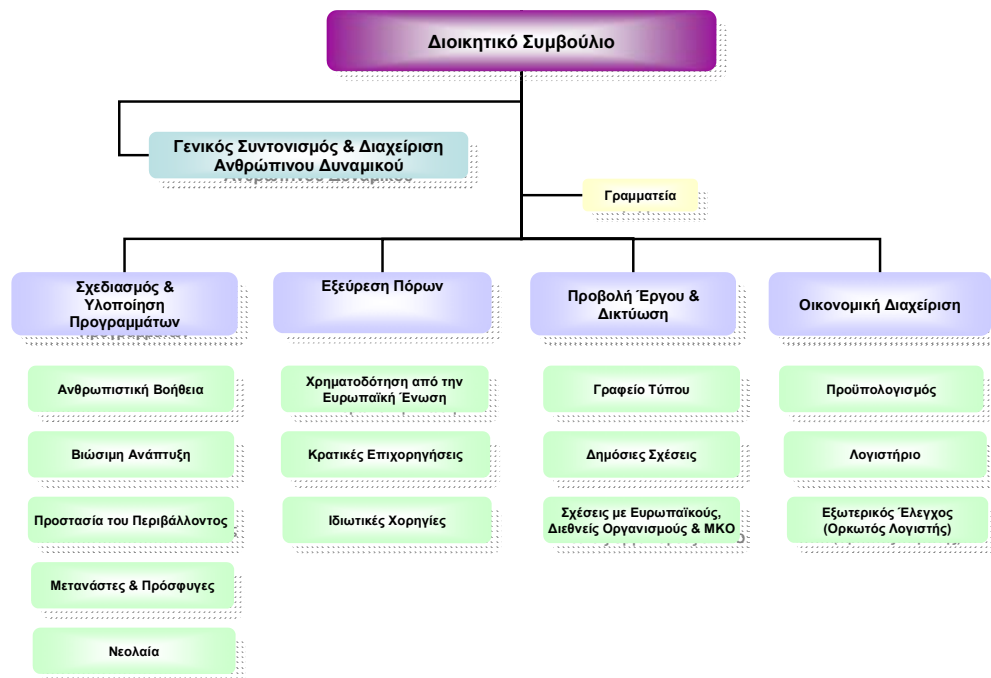 Διοικητικό Συμβούλιο
Γενικός Συντονισμός & Διαχείριση
Ανθρώπινου Δυναμικού
Γραμματεία
Σχεδιασμός &
Υλοποίηση
Προγραμμάτων
Ανθρωπιστική Βοήθεια
Βιώσιμη Ανάπτυξη
Προστασία του Περιβάλλοντος
Μετανάστες & Πρόσφυγες
Νεολαία
Εξεύρεση Πόρων
Χρηματοδότηση από την
Ευρωπαϊκή Ένωση
Κρατικές Επιχορηγήσεις
Ιδιωτικές Χορηγίες
Προβολή Έργου &
Δικτύωση
Γραφείο Τύπου
Δημόσιες Σχέσεις
Σχέσεις με Ευρωπαϊκούς,
Διεθνείς Οργανισμούς & ΜΚΟ
Οικονομική Διαχείριση
Προϋπολογισμός
Λογιστήριο
Εξωτερικός Έλεγχος
(Ορκωτός Λογιστής)